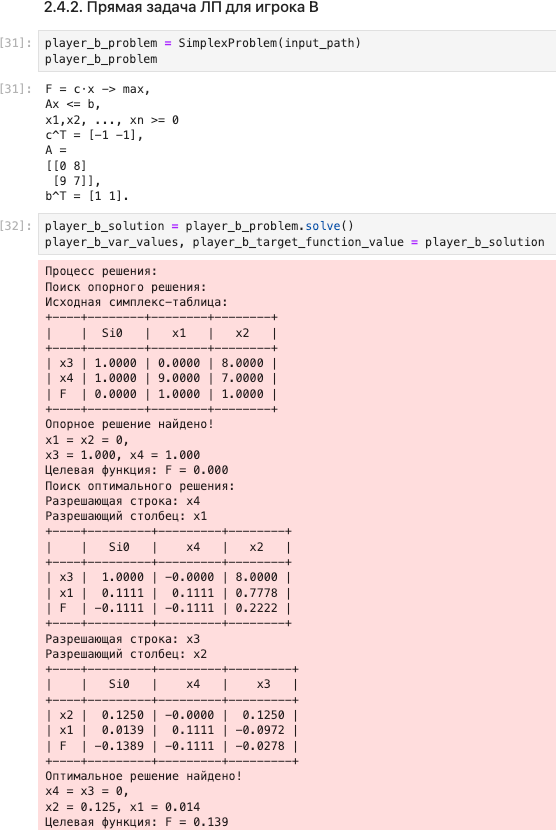 2.4.2. Прямая задача ЛП для игрока B
[31]: player_b_problem = SimplexProblem(input_path)
player_b_problem
[31]: F = c·x -> max,
Ax <= b,
x1,x2, ..., xn >= 0
c^T = [-1 -1],
A =
[[0 8]
[9 7]],
b^T = [1 1].
[32]: player_b_solution = player_b_problem.solve()
player_b_var_values, player_b_target_function_value = player_b_solution
Процесс решения:
Поиск опорного решения:
Исходная симплекс-таблица:
+----+--------+--------+--------+
|    |  Si0   |   x1   |   x2   |
+----+--------+--------+--------+
| x3 | 1.0000 | 0.0000 | 8.0000 |
| x4 | 1.0000 | 9.0000 | 7.0000 |
| F  | 0.0000 | 1.0000 | 1.0000 |
+----+--------+--------+--------+
Опорное решение найдено!
x1 = x2 = 0,
x3 = 1.000, x4 = 1.000
Целевая функция: F = 0.000
Поиск оптимального решения:
Разрешающая строка: x4
Разрешающий столбец: x1
+----+---------+---------+--------+
|    |   Si0   |    x4   |   x2   |
+----+---------+---------+--------+
| x3 |  1.0000 | -0.0000 | 8.0000 |
| x1 |  0.1111 |  0.1111 | 0.7778 |
| F  | -0.1111 | -0.1111 | 0.2222 |
+----+---------+---------+--------+
Разрешающая строка: x3
Разрешающий столбец: x2
+----+---------+---------+---------+
|    |   Si0   |    x4   |    x3   |
+----+---------+---------+---------+
| x2 |  0.1250 | -0.0000 |  0.1250 |
| x1 |  0.0139 |  0.1111 | -0.0972 |
| F  | -0.1389 | -0.1111 | -0.0278 |
+----+---------+---------+---------+
Оптимальное решение найдено!
x4 = x3 = 0,
x2 = 0.125, x1 = 0.014
Целевая функция: F = 0.139